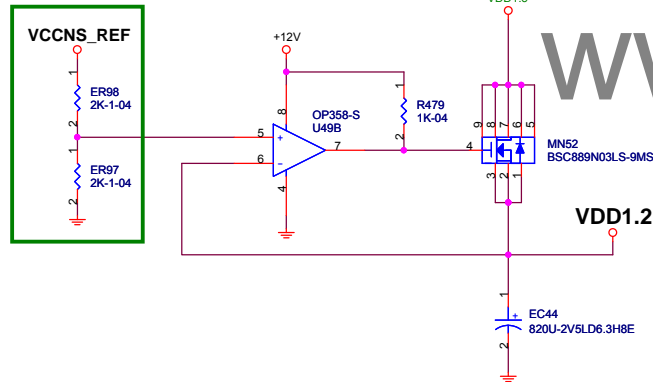 VCCNS_REF
1
ER98
2K-1-04
2
1
ER97
2K-1-04
2
+12V
8
OP358-S
U49B
5
+
6
-
7
4
1
R479
1K-04
2
4
9
8
7
6
5
MN52
BSC889N03LS-9MS
3
2
1
VDD1.2
1
+
EC44
820U-2V5LD6.3H8E
2